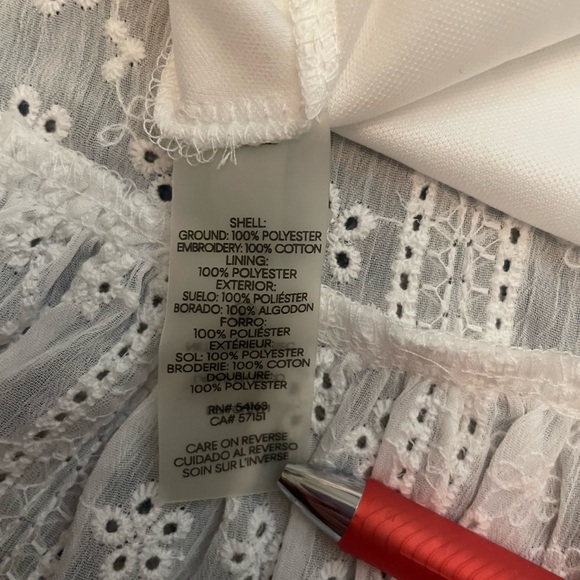 SHELL:
GROUND: 100% POLYESTER
EMBROIDERY: 100% COTTON
LINING:
100% POLYESTER
EXTERIOR:
SUELO: 100% POLIÉSTER
BORADO: 100% ALGODON
FORRO:
100% POLIÉSTER
EXTÉRIEUR:
SOL: 100% POLYESTER
BRODERIE: 100% COTON
DOUBLURE:
100% POLYESTER
RN# 54163
CA# 57151
CARE ON REVERSE
CUIDADO AL REVERSO
SOIN SUR L'INVERSE